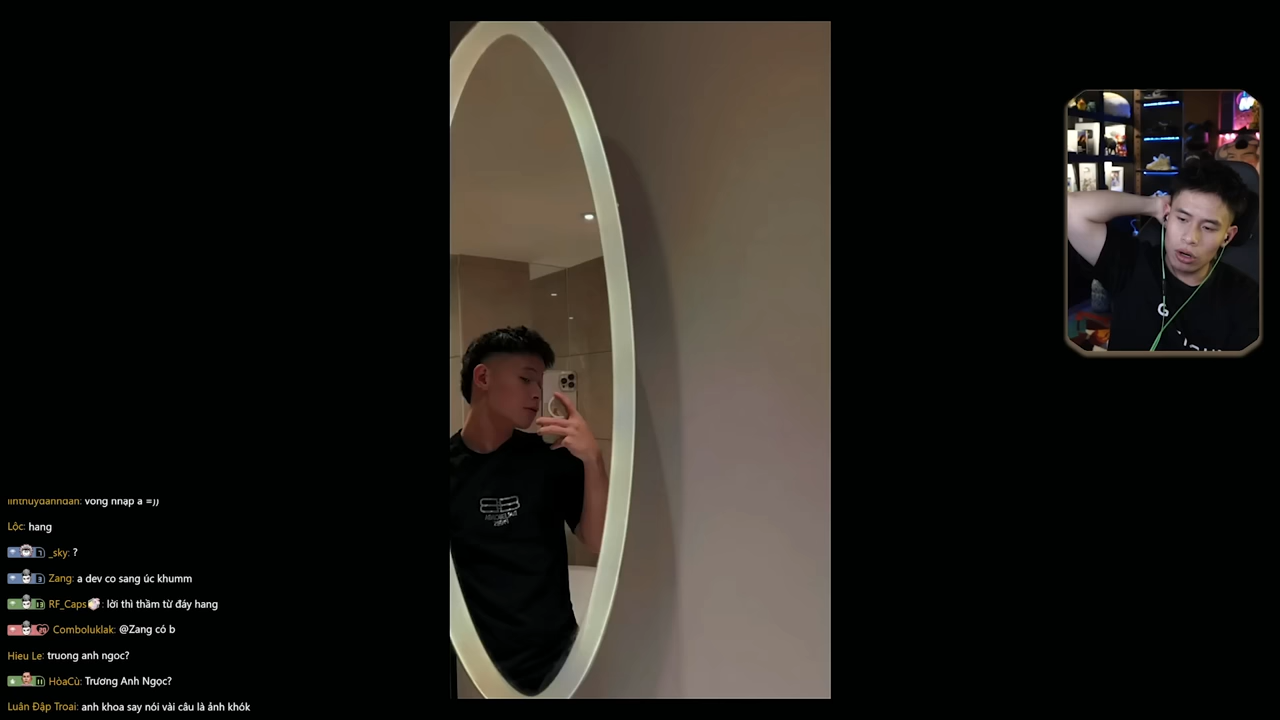 linhthuydanhdan: vong nhap a =))
Lộc: hang
_sky: ?
Zang: a dev co sang úc khumm
RF_Caps: lời thì thầm từ đáy hang
Comboluklak: @Zang có b
Hieu Le: truong anh ngoc?
HòaCù: Trương Anh Ngọc?
Luân Đập Troai: anh khoa say nói vài câu là ảnh khók